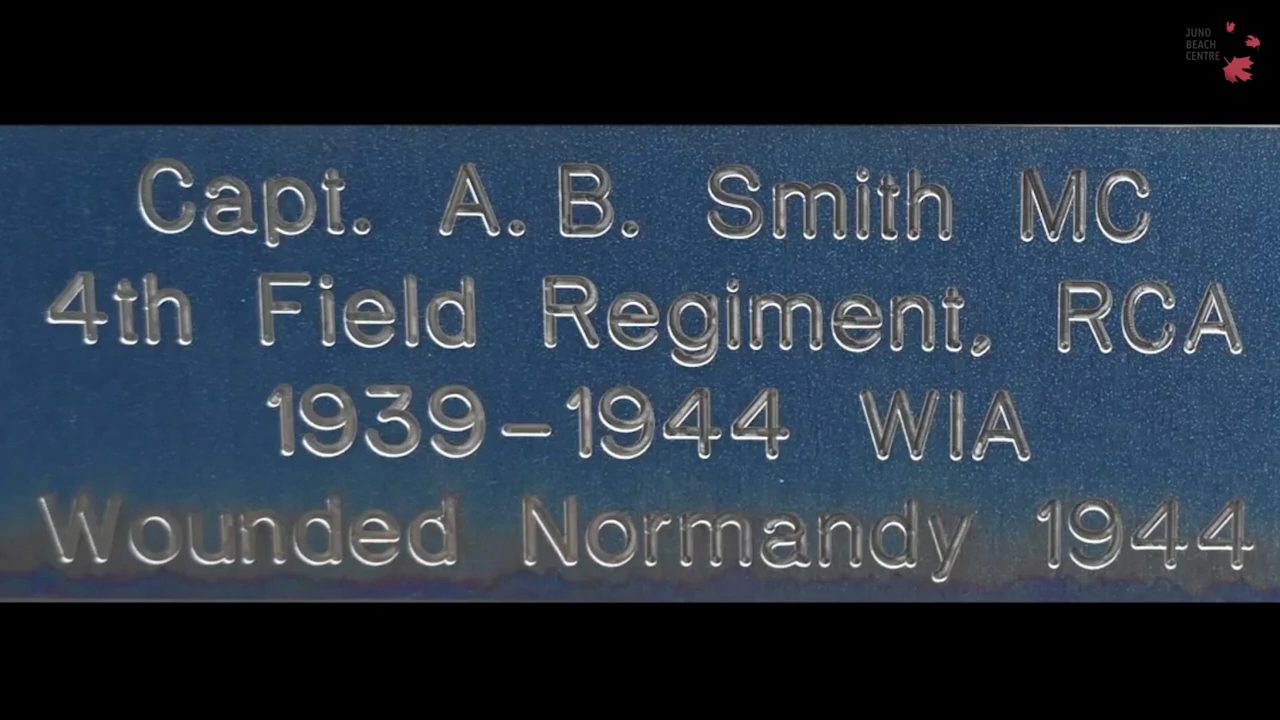 JUNO
BEACH
CENTRE
Capt. A. B. Smith MC
4th Field Regiment, RCA
1939-1944 WIA
Wounded Normandy 1944